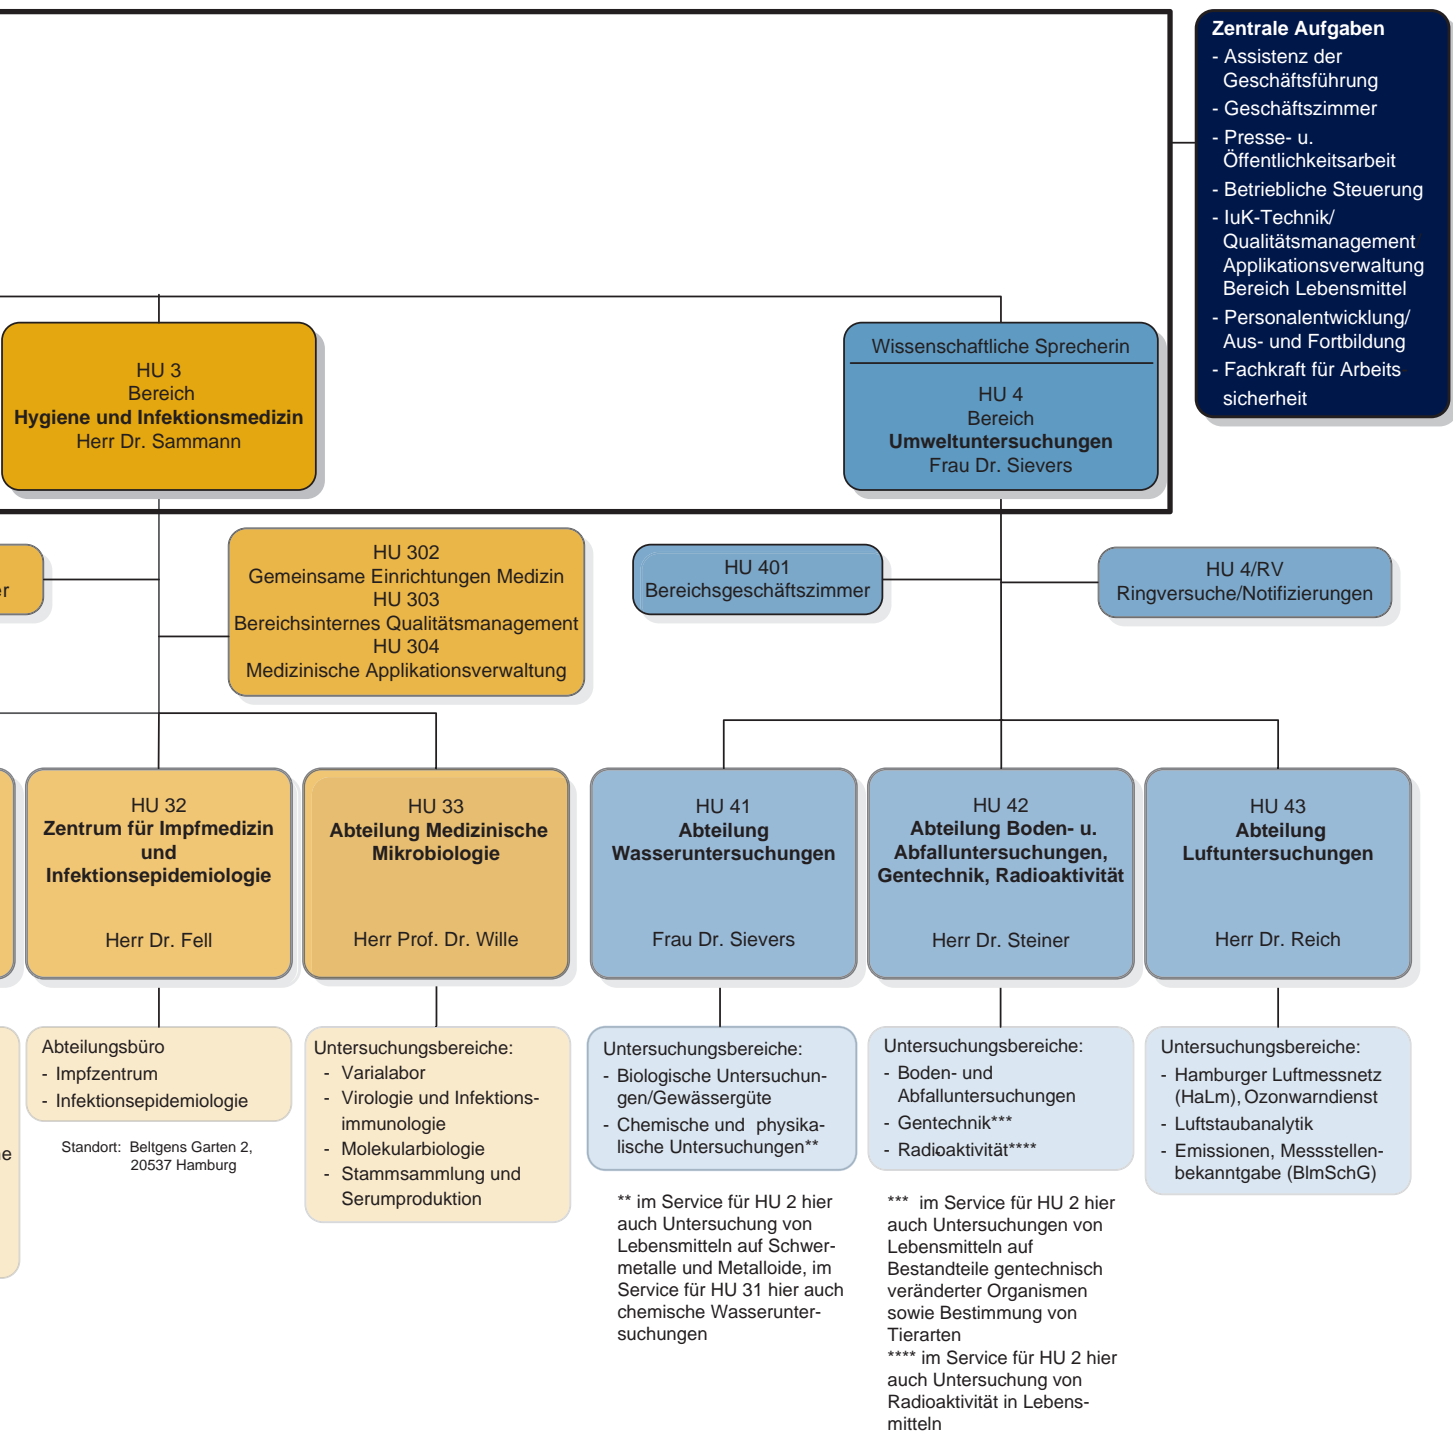 Zentrale Aufgaben
- Assistenz der
Geschäftsführung
- Geschäftszimmer
- Presse- u.
Öffentlichkeitsarbeit
- Betriebliche Steuerung
- IuK-Technik/
Qualitätsmanagement/
Applikationsverwaltung
Bereich Lebensmittel
- Personalentwicklung/
Aus- und Fortbildung
- Fachkraft für Arbeits
sicherheit
HU 3
Bereich
Hygiene und Infektionsmedizin
Herr Dr. Sammann
Wissenschaftliche Sprecherin
HU 4
Bereich
Umweltuntersuchungen
Frau Dr. Sievers
er
HU 302
Gemeinsame Einrichtungen Medizin
HU 303
Bereichsinternes Qualitätsmanagement
HU 304
Medizinische Applikationsverwaltung
HU 401
Bereichsgeschäftszimmer
HU 4/RV
Ringversuche/Notifizierungen
HU 32
Zentrum für Impfmedizin
und
Infektionsepidemiologie
Herr Dr. Fell
HU 33
Abteilung Medizinische
Mikrobiologie
Herr Prof. Dr. Wille
HU 41
Abteilung
Wasseruntersuchungen
Frau Dr. Sievers
HU 42
Abteilung Boden- u.
Abfalluntersuchungen,
Gentechnik, Radioaktivität
Herr Dr. Steiner
HU 43
Abteilung
Luftuntersuchungen
Herr Dr. Reich
ne
Abteilungsbüro
- Impfzentrum
- Infektionsepidemiologie
Standort: Beltgens Garten 2,
20537 Hamburg
Untersuchungsbereiche:
- Varialabor
- Virologie und Infektions-
immunologie
- Molekularbiologie
- Stammsammlung und
Serumproduktion
Untersuchungsbereiche:
- Biologische Untersuchun-
gen/Gewässergüte
- Chemische und physika-
lische Untersuchungen**
** im Service für HU 2 hier
auch Untersuchung von
Lebensmitteln auf Schwer-
metalle und Metalloide, im
Service für HU 31 hier auch
chemische Wasserunter-
suchungen
Untersuchungsbereiche:
- Boden- und
Abfalluntersuchungen
- Gentechnik***
- Radioaktivität****
*** im Service für HU 2 hier
auch Untersuchungen von
Lebensmitteln auf
Bestandteile gentechnisch
veränderter Organismen
sowie Bestimmung von
Tierarten
**** im Service für HU 2 hier
auch Untersuchung von
Radioaktivität in Lebens-
mitteln
Untersuchungsbereiche:
- Hamburger Luftmessnetz
(HaLm), Ozonwarndienst
- Luftstaubanalytik
- Emissionen, Messstellen-
bekanntgabe (BImSchG)